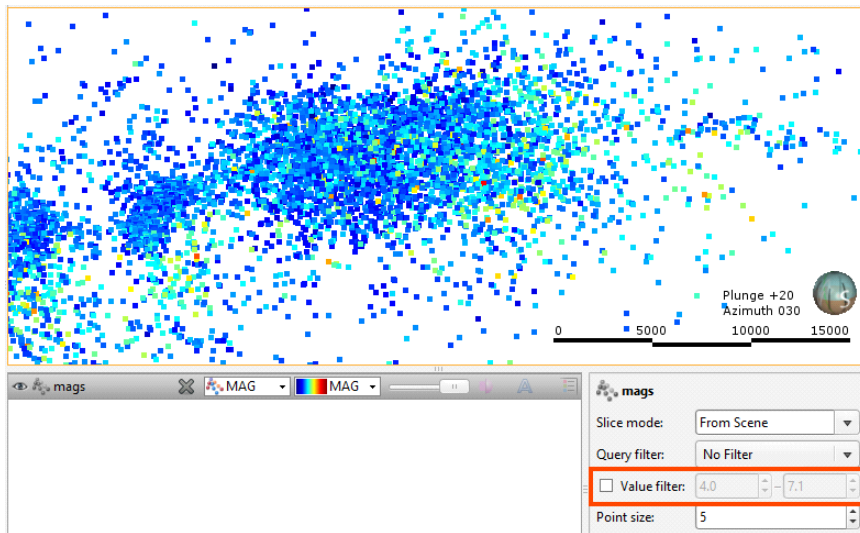 Plunge +20
Azimuth 030
0 5000 10000 15000
S
mags MAG MAG A
mags
Slice mode: From Scene
Query filter: No Filter
Value filter: 4.0 – 7.1
Point size: 5